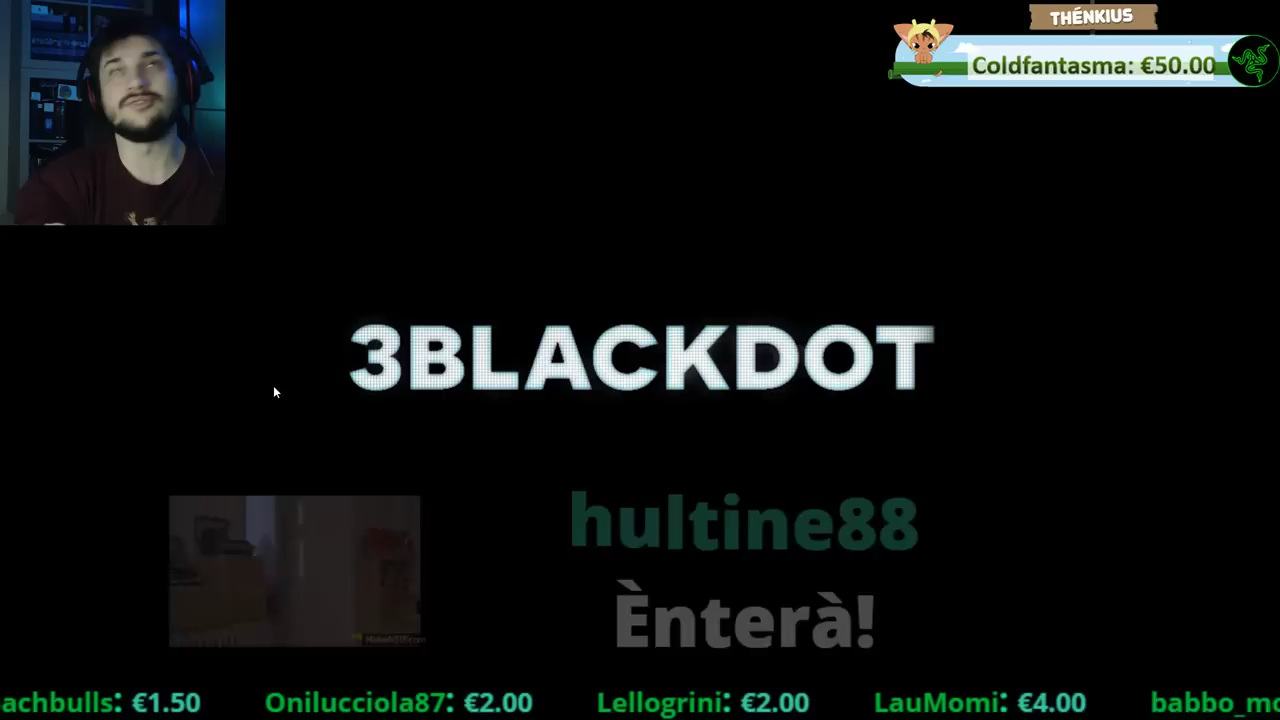 THÉNKIUS
Coldfantasma: €50.00
3BLACKDOT
hultine88
Ènterà!
achbulls: €1.50 Onilucciola87: €2.00 Lellogrini: €2.00 LauMomi: €4.00 babbo_mo